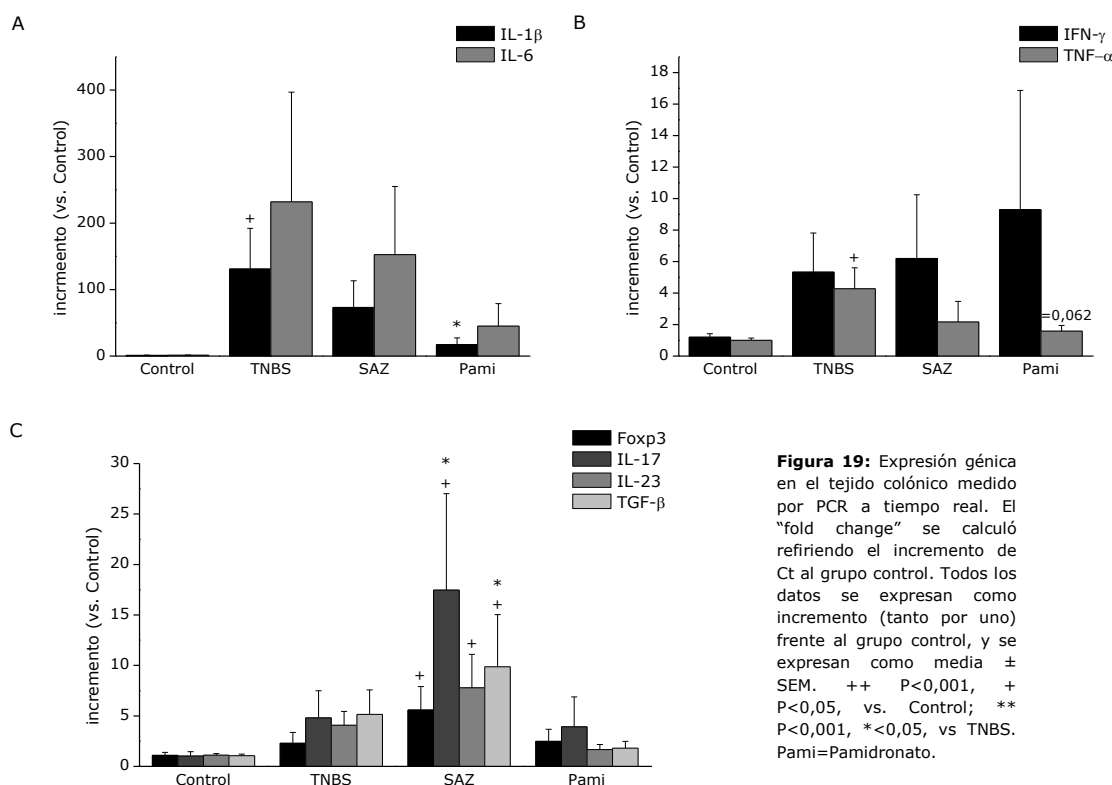 A
IL-1β
IL-6
incrmeento (vs. Control)
400
300
200
100
0
+
*
Control TNBS SAZ Pami
B
IFN-γ
TNF–α
incremento (vs. Control)
18
16
14
12
10
8
6
4
2
0
+
=0,062
Control TNBS SAZ Pami
C
Foxp3
IL-17
IL-23
TGF-β
incremento (vs. Control)
30
25
20
15
10
5
0
+
*
+
+
*
+
Control TNBS SAZ Pami
Figura 19: Expresión génica
en el tejido colónico medido
por PCR a tiempo real. El
“fold change” se calculó
refiriendo el incremento de
Ct al grupo control. Todos los
datos se expresan como
incremento (tanto por uno)
frente al grupo control, y se
expresan como media ±
SEM. ++ P<0,001, +
P<0,05, vs. Control; **
P<0,001, *<0,05, vs TNBS.
Pami=Pamidronato.